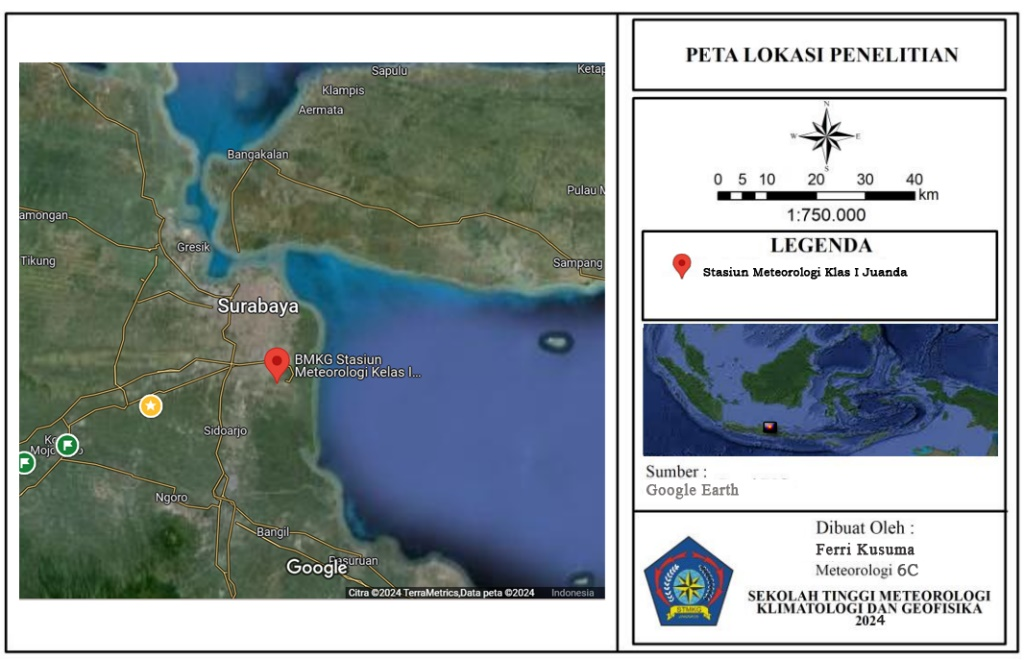 PETA LOKASI PENELITIAN
N
W E
S
0 5 10 20 30 40
km
1:750.000
LEGENDA
Stasiun Meteorologi Klas I Juanda
Sumber :
Google Earth
Dibuat Oleh :
Ferri Kusuma
Meteorologi 6C
SEKOLAH TINGGI METEOROLOGI
KLIMATOLOGI DAN GEOFISIKA
2024
STMKG
Sapulu
Ketap
Klampis
Aermata
Bangakalan
Pulau M
amongan
Gresik
Tikung
Sampang
Surabaya
BMKG Stasiun
Meteorologi Kelas I...
Sidoarjo
Ngoro
Bangil
Google
Citra ©2024 TerraMetrics,Data peta ©2024
Indonesia